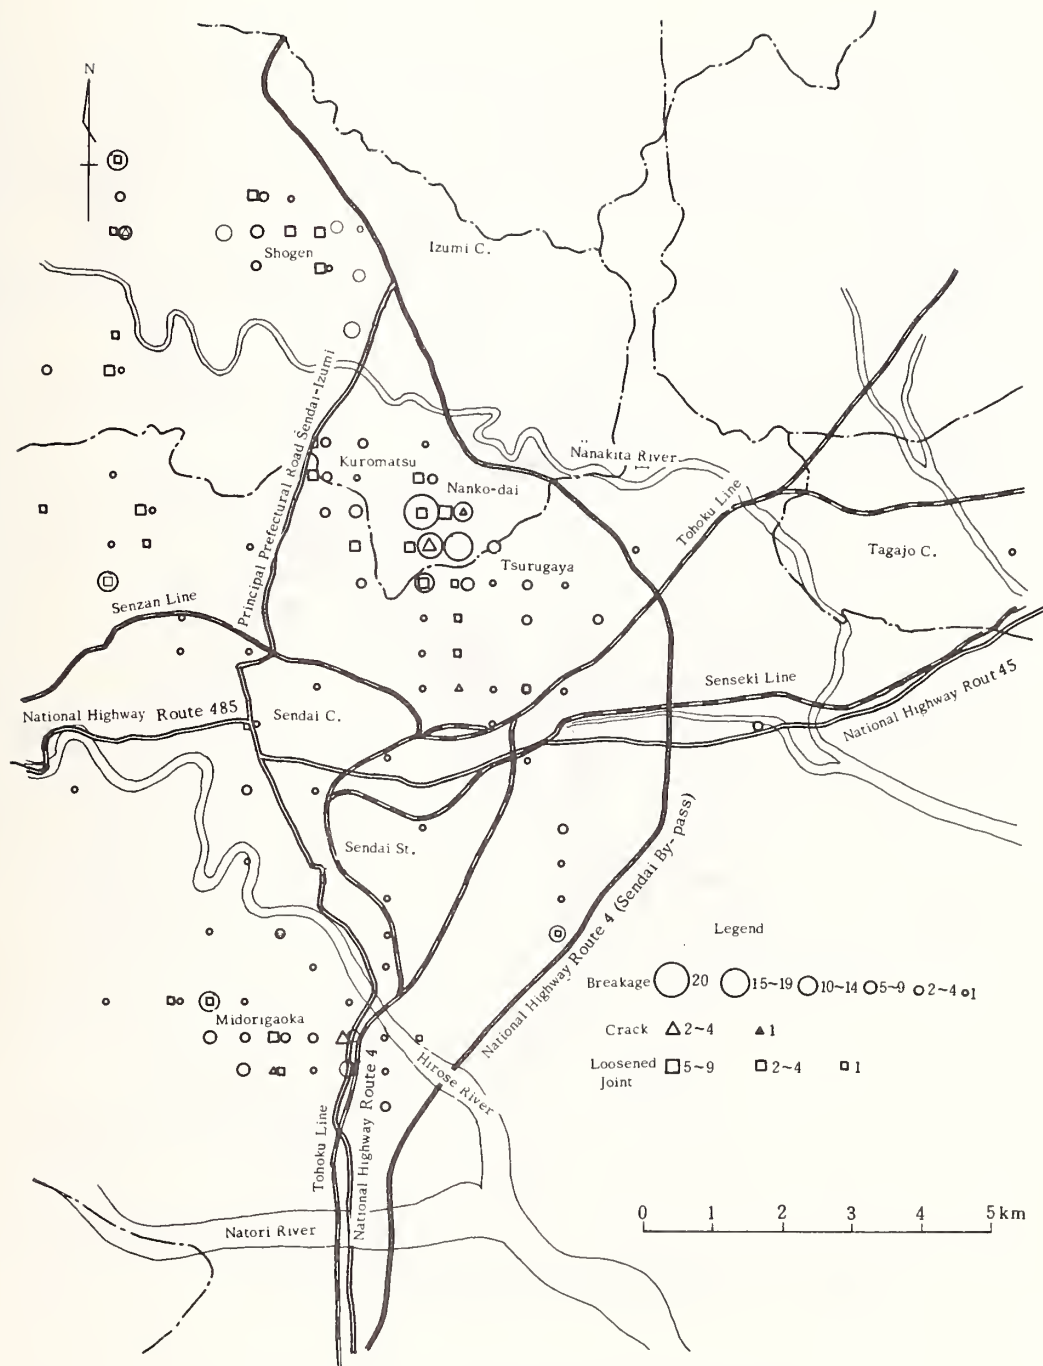 N
Izumi C.
Shogen
Principal Prefectural Road Sendai-Izumi
Kuromatsu
Nanakita River
Nanko-dai
Tohoku Line
Tagajo C.
Tsurugaya
Senzan Line
Senseki Line
National Highway Rout 45
National Highway Route 485
Sendai C.
Sendai St.
National Highway Route 4 (Sendai By-pass)
Legend
Breakage 20 15~19 10~14 5~9 2~4 1
Crack 2~4 1
Loosened Joint 5~9 2~4 1
Midorigaoka
Hirose River
Tohoku Line
National Highway Route 4
Natori River
0 1 2 3 4 5 km